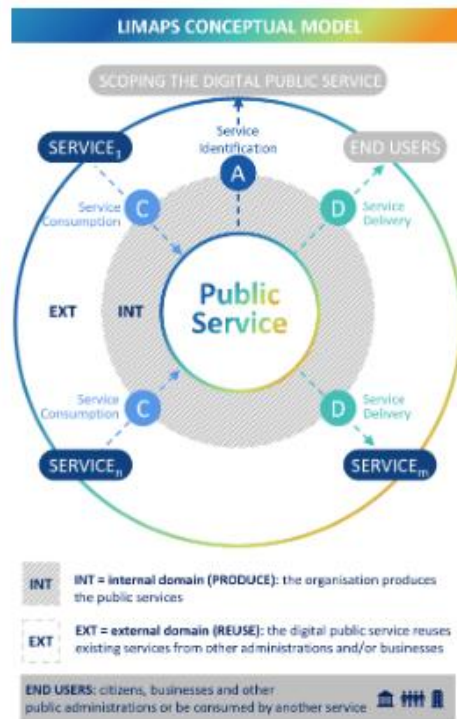 LIMAPS CONCEPTUAL MODEL
SCOPING THE DIGITAL PUBLIC SERVICE
Service
Identification
SERVICE1
END USERS
A
C
D
Service
Consumption
Service
Delivery
EXT
INT
Public
Service
C
D
Service
Consumption
Service
Delivery
SERVICEn
SERVICEm
INT
INT = internal domain (PRODUCE): the organisation produces
the public services
EXT
EXT = external domain (REUSE): the digital public service reuses
existing services from other administrations and/or businesses
END USERS: citizens, businesses and other
public administrations or be consumed by another service